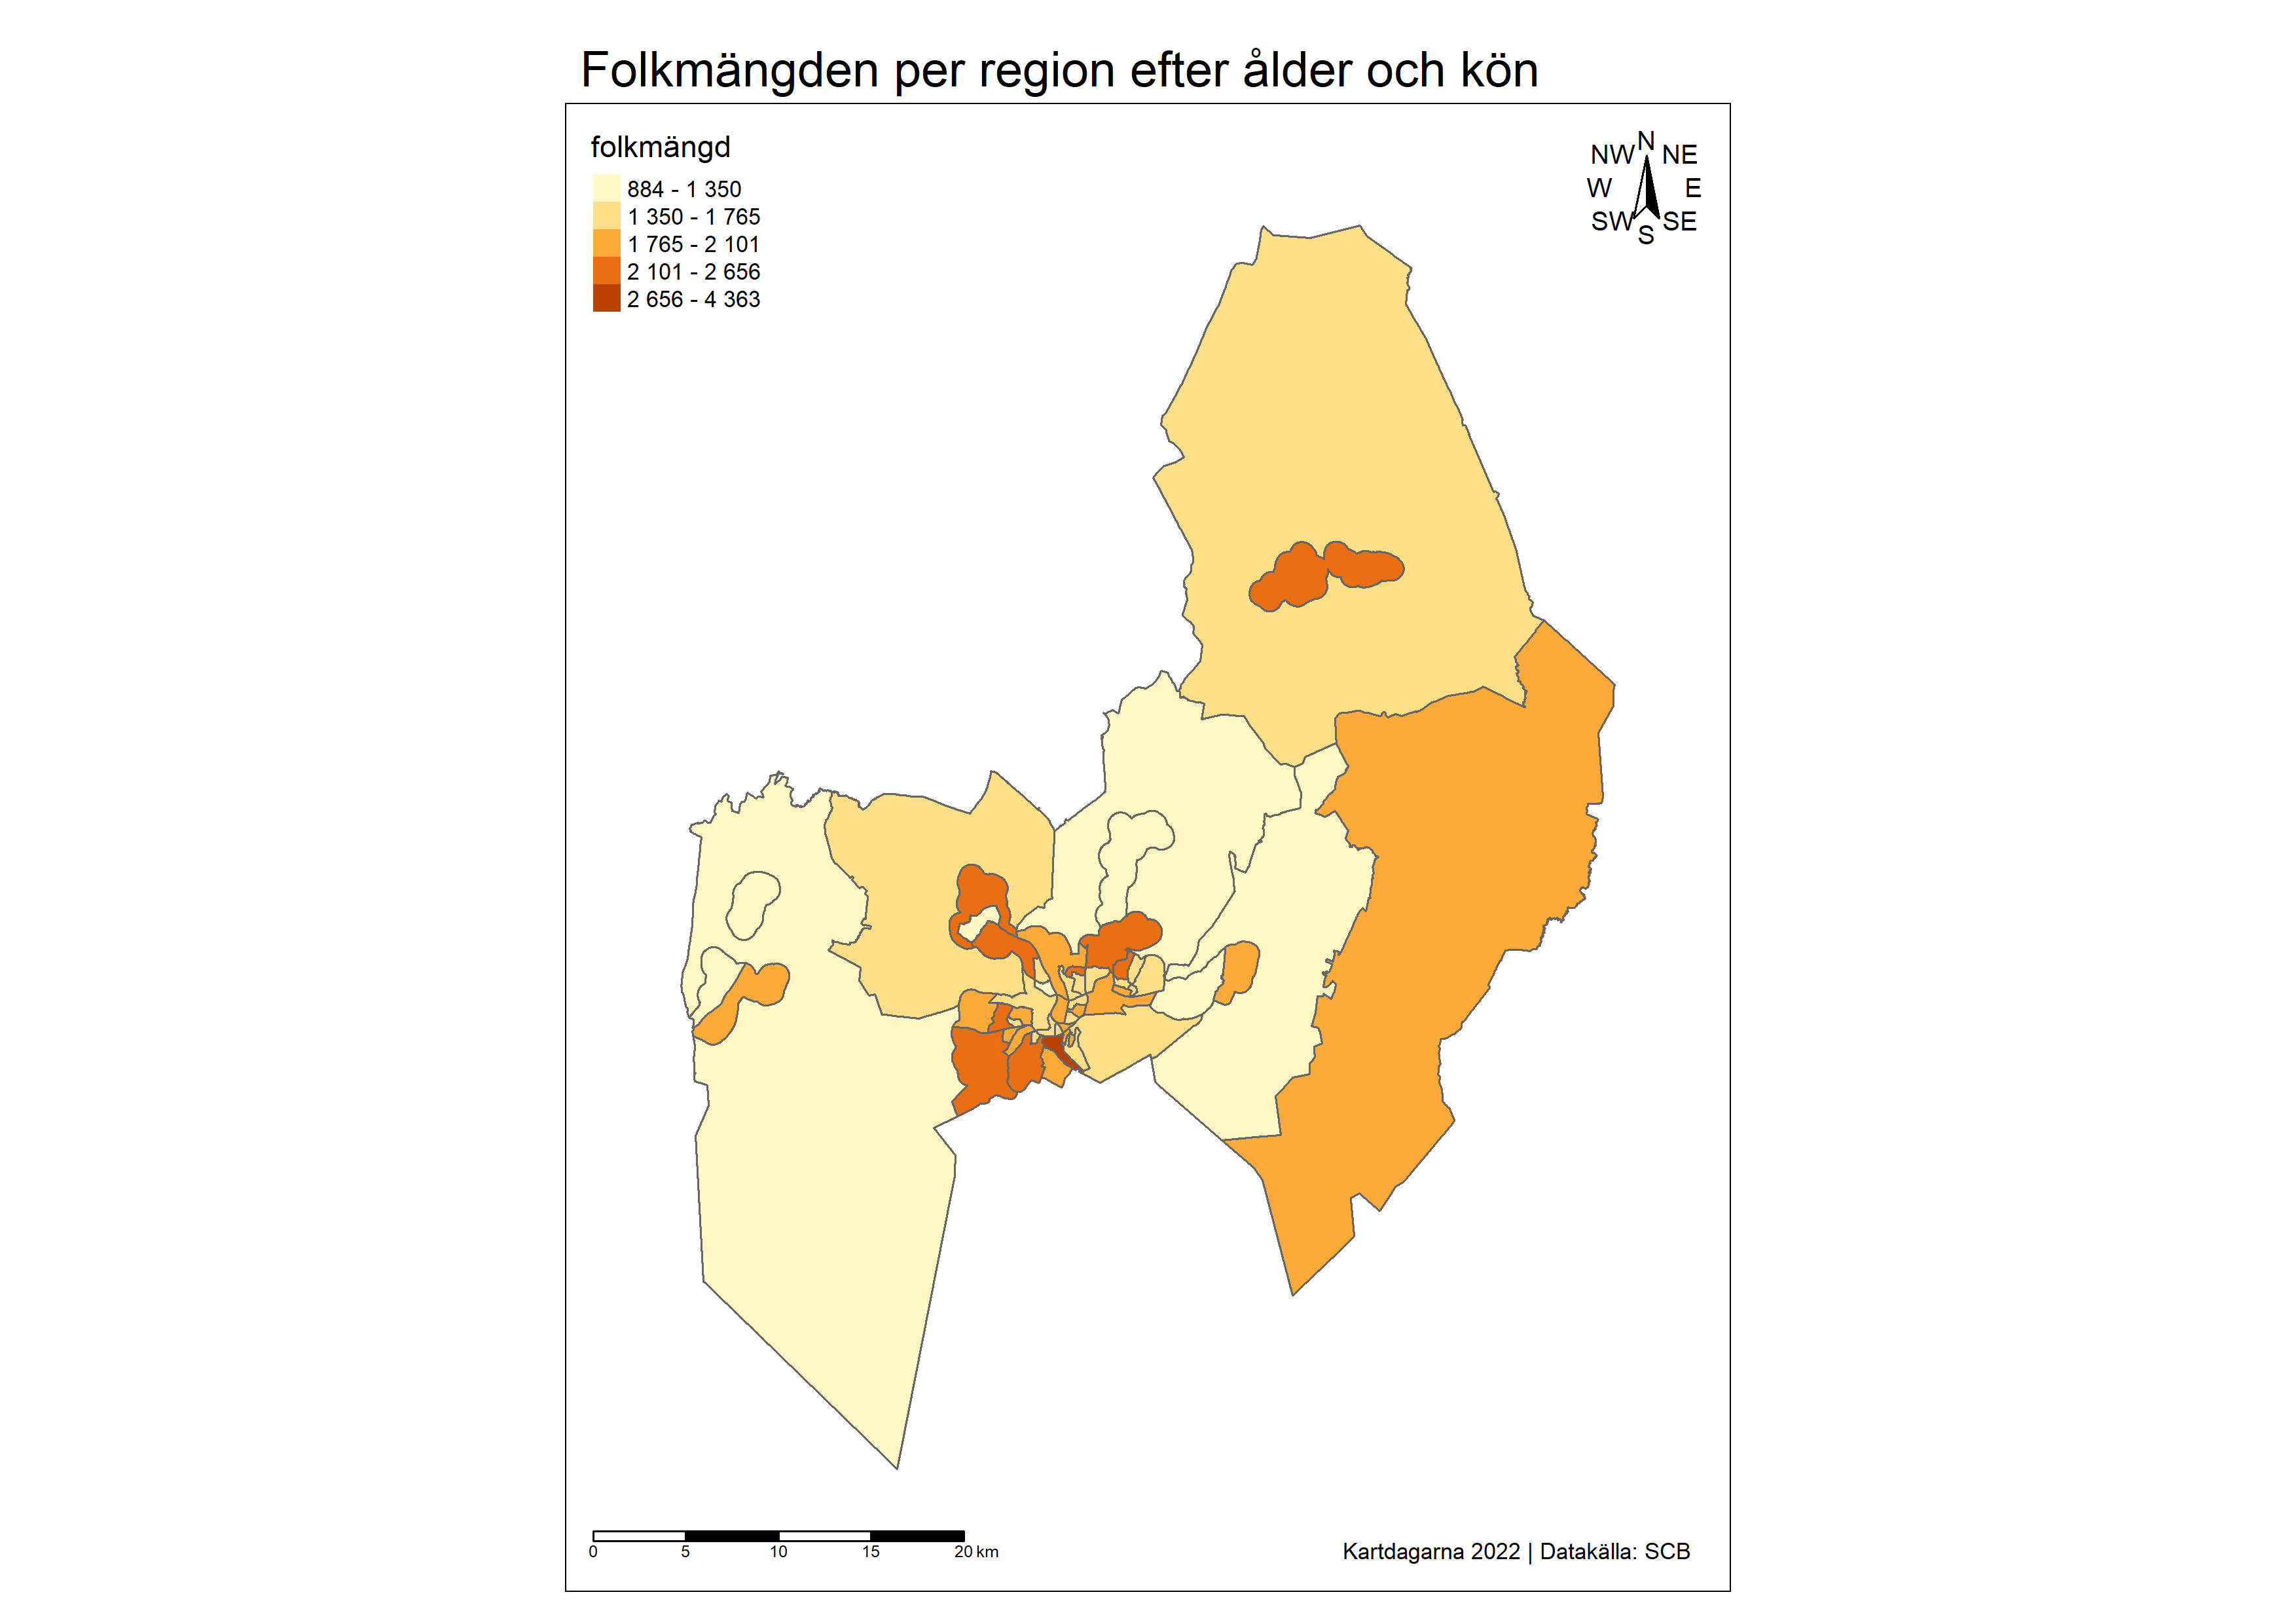 Folkmängden per region efter ålder och kön
folkmängd
884 - 1 350
1 350 - 1 765
1 765 - 2 101
2 101 - 2 656
2 656 - 4 363
N
NW NE
W E
SW SE
S
0 5 10 15 20 km
Kartdagarna 2022 | Datakälla: SCB